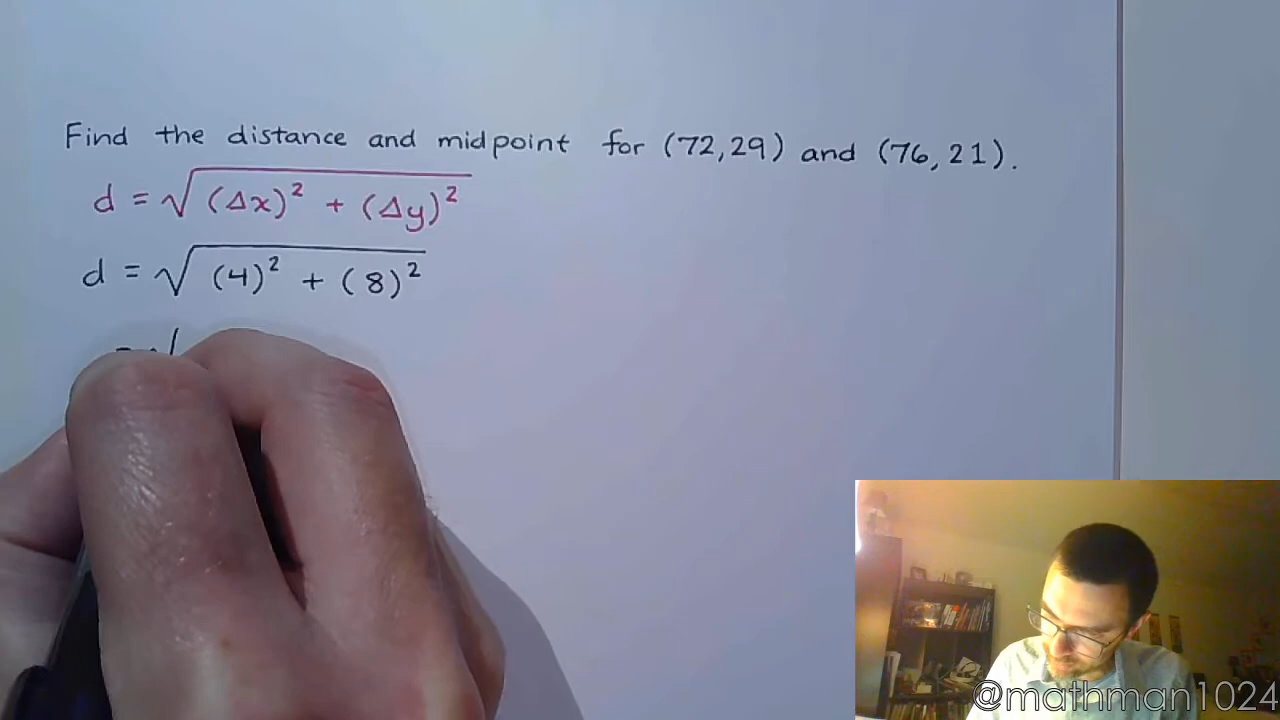 Find the distance and midpoint for (72,29) and (76,21).
d = √(Δx)² + (Δy)²
d = √(4)² + (8)²
= √
@mathman1024